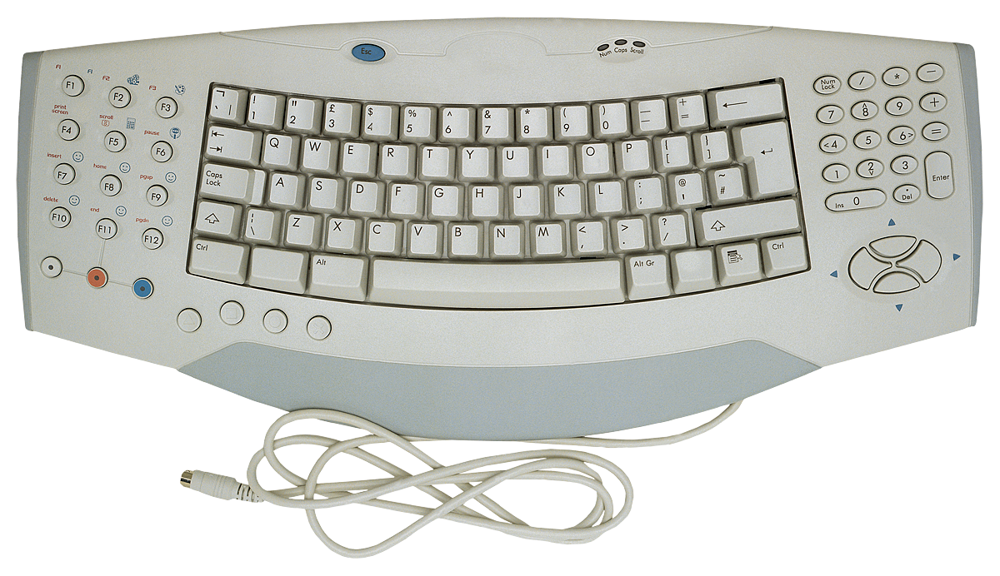 Esc
Num Caps Scroll
F1 F1 F2 F3
F1 F2 F3
print screen scroll pause
F4 F5 F6
insert home pgup
F7 F8 F9
delete end pgdn
F10 F11 F12
¬ ! " £ $ % ^ & * ( ) _ +
` | 1 2 3 4 5 6 7 8 9 0 - = ←
Q W E R T Y U I O P { }
[ ]
Caps Lock A S D F G H J K L : @ ~
; ' #
¦ Z X C V B N M < > ?
\ , . /
Ctrl Alt Alt Gr Ctrl
Num Lock / * -
7 8 9 +
<4 5 6> =
1 2 3 Enter
Ins 0 Del